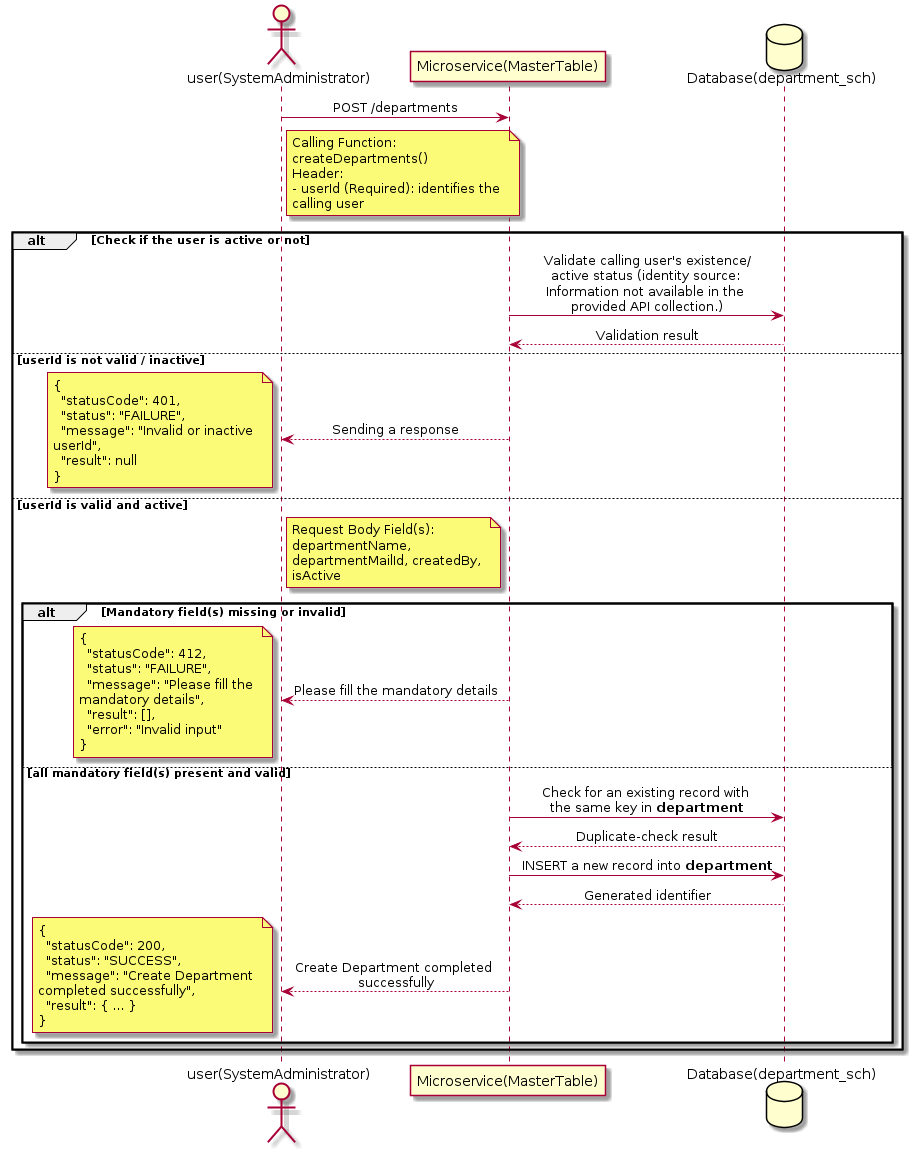 user(SystemAdministrator)
Microservice(MasterTable)
Database(department_sch)
POST /departments
Calling Function:
createDepartments()
Header:
- userId (Required): identifies the
calling user
alt
[Check if the user is active or not]
Validate calling user's existence/
active status (identity source:
Information not available in the
provided API collection.)
Validation result
[userId is not valid / inactive]
{
"statusCode": 401,
"status": "FAILURE",
"message": "Invalid or inactive
userId",
"result": null
}
Sending a response
[userId is valid and active]
Request Body Field(s):
departmentName,
departmentMailId, createdBy,
isActive
alt
[Mandatory field(s) missing or invalid]
{
"statusCode": 412,
"status": "FAILURE",
"message": "Please fill the
mandatory details",
"result": [],
"error": "Invalid input"
}
Please fill the mandatory details
[all mandatory field(s) present and valid]
Check for an existing record with
the same key in department
Duplicate-check result
INSERT a new record into department
Generated identifier
{
"statusCode": 200,
"status": "SUCCESS",
"message": "Create Department
completed successfully",
"result": { ... }
}
Create Department completed
successfully
user(SystemAdministrator)
Microservice(MasterTable)
Database(department_sch)